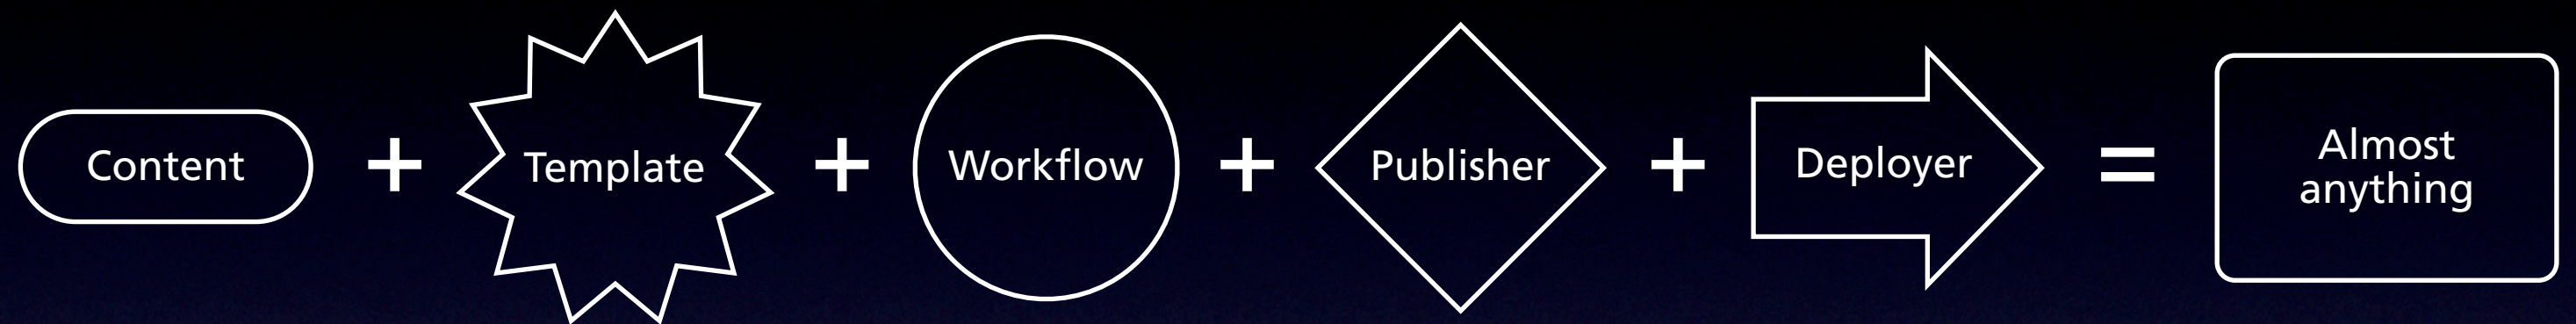 Content + Template + Workflow + Publisher + Deployer = Almost
anything